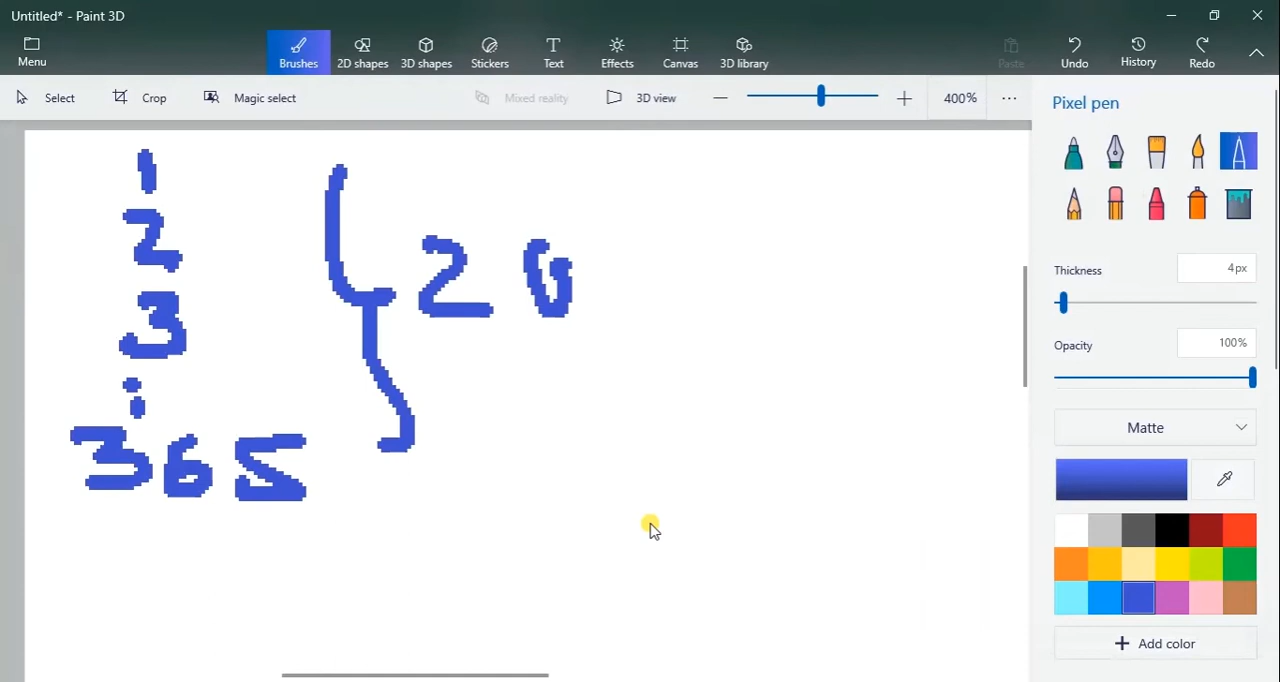 Untitled* - Paint 3D
Menu
Brushes 2D shapes 3D shapes Stickers Text Effects Canvas 3D library Paste Undo History Redo
Select Crop Magic select Mixed reality 3D view 400%
Pixel pen
Thickness 4px
Opacity 100%
Matte
Add color
1
2
3
:
365
20